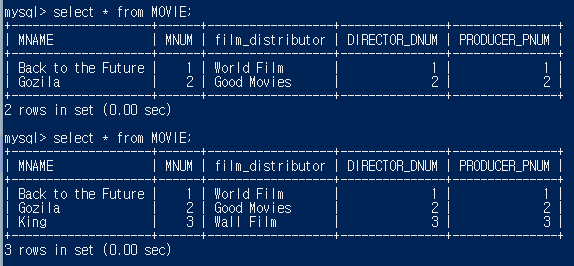 mysql> select * from MOVIE;
+--------------------+------+------------------+---------------+---------------+
| MNAME              | MNUM | film_distributor | DIRECTOR_DNUM | PRODUCER_PNUM |
+--------------------+------+------------------+---------------+---------------+
| Back to the Future |    1 | World Film       |             1 |             1 |
| Gozila             |    2 | Good Movies      |             2 |             2 |
+--------------------+------+------------------+---------------+---------------+
2 rows in set (0.00 sec)
mysql> select * from MOVIE;
+--------------------+------+------------------+---------------+---------------+
| MNAME              | MNUM | film_distributor | DIRECTOR_DNUM | PRODUCER_PNUM |
+--------------------+------+------------------+---------------+---------------+
| Back to the Future |    1 | World Film       |             1 |             1 |
| Gozila             |    2 | Good Movies      |             2 |             2 |
| King               |    3 | Wall Film        |             3 |             3 |
+--------------------+------+------------------+---------------+---------------+
3 rows in set (0.00 sec)